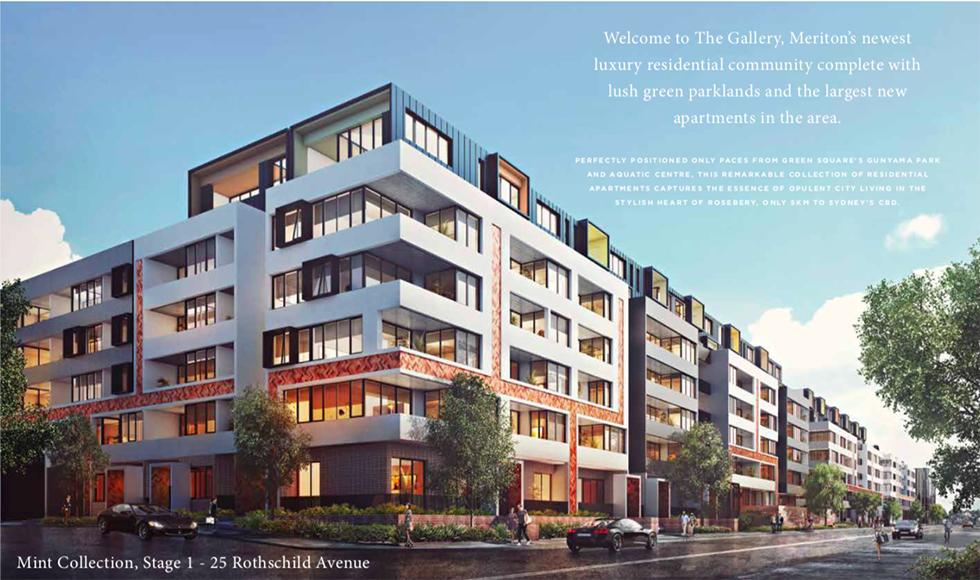 Welcome to The Gallery, Meriton's newest
luxury residential community complete with
lush green parklands and the largest new
apartments in the area.
PERFECTLY POSITIONED ONLY PACES FROM GREEN SQUARE'S GUNYAMA PARK
AND AQUATIC CENTRE, THIS REMARKABLE COLLECTION OF RESIDENTIAL
APARTMENTS CAPTURES THE ESSENCE OF OPULENT CITY LIVING IN THE
STYLISH HEART OF ROSEBERY, ONLY 5KM TO SYDNEY'S CBD.
Mint Collection, Stage 1 - 25 Rothschild Avenue